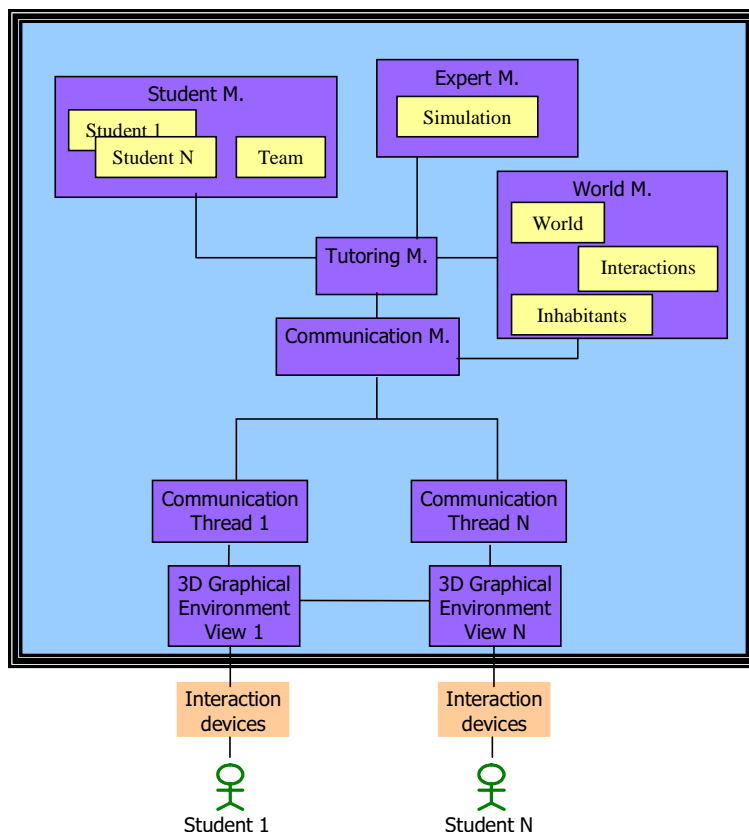 Student M.
Student 1
Student N
Team
Expert M.
Simulation
World M.
World
Interactions
Inhabitants
Tutoring M.
Communication M.
Communication
Thread 1
Communication
Thread N
3D Graphical
Environment
View 1
3D Graphical
Environment
View N
Interaction
devices
Interaction
devices
Student 1
Student N